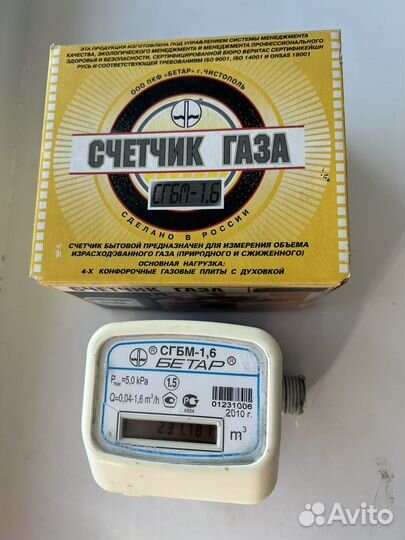 ЭТА ПРОДУКЦИЯ ИЗГОТОВЛЕНА ПОД УПРАВЛЕНИЕМ СИСТЕМЫ МЕНЕДЖМЕНТА
КАЧЕСТВА, ЭКОЛОГИЧЕСКОГО МЕНЕДЖМЕНТА И МЕНЕДЖМЕНТА ПРОФЕССИОНАЛЬНОГО
ЗДОРОВЬЯ И БЕЗОПАСНОСТИ, СЕРТИФИЦИРОВАННОЙ БЮРО ВЕРИТАС СЕРТИФИКЕЙШН
РУСЬ И СООТВЕТСТВУЮЩЕЙ ТРЕБОВАНИЯМ ISO 9001, ISO 14001 И OHSAS 18001
ООО ПКФ «БЕТАР» г. ЧИСТОПОЛЬ
СЧЕТЧИК ГАЗА
СГБМ-1,6
СДЕЛАНО В РОССИИ
СЧЕТЧИК БЫТОВОЙ ПРЕДНАЗНАЧЕН ДЛЯ ИЗМЕРЕНИЯ ОБЪЕМА
ИЗРАСХОДОВАННОГО ГАЗА (ПРИРОДНОГО И СЖИЖЕННОГО)
ОСНОВНАЯ НАГРУЗКА:
4-Х КОНФОРОЧНЫЕ ГАЗОВЫЕ ПЛИТЫ С ДУХОВКОЙ
СЧЕТЧИК ГАЗА
® СГБМ-1,6
БЕТАР®
Pmax=5,0 kPa
1.5
Q=0,04-1,6 m³/h
АЯ54
01231006
2010 г.
m³
Avito